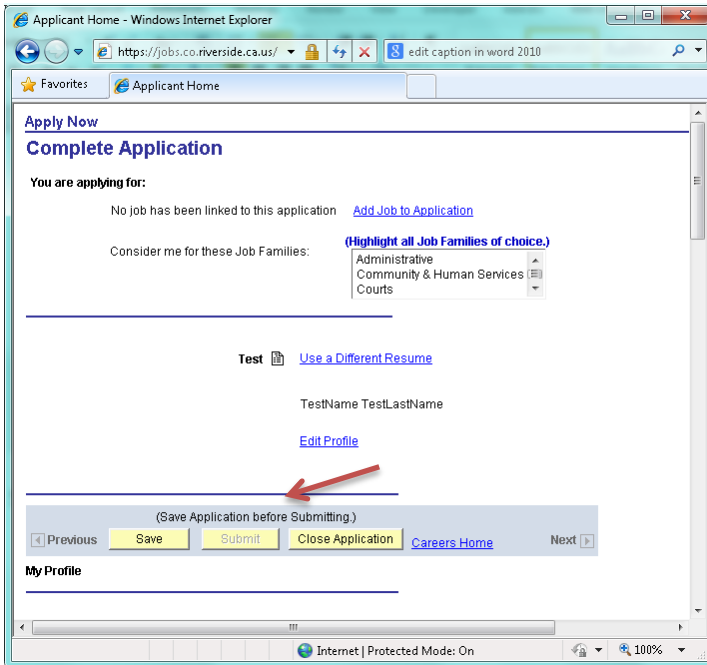 Applicant Home - Windows Internet Explorer
https://jobs.co.riverside.ca.us/ edit caption in word 2010
Favorites Applicant Home
Apply Now
Complete Application
You are applying for:
No job has been linked to this application Add Job to Application
(Highlight all Job Families of choice.)
Consider me for these Job Families:
Administrative
Community & Human Services
Courts
Test Use a Different Resume
TestName TestLastName
Edit Profile
(Save Application before Submitting.)
Previous Save Submit Close Application Careers Home Next
My Profile
Internet | Protected Mode: On 100%